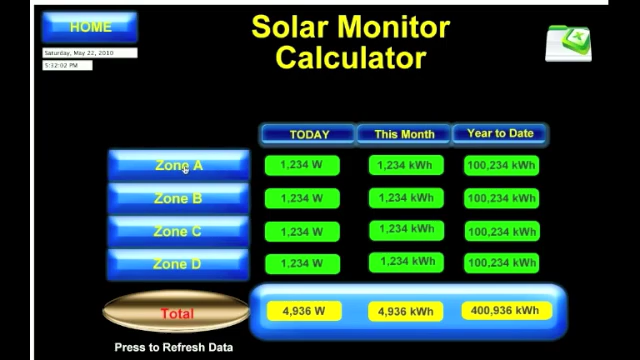 HOME
Solar Monitor
Calculator
Saturday, May 22, 2010
5:32:02 PM
TODAY This Month Year to Date
Zone A 1,234 W 1,234 kWh 100,234 kWh
Zone B 1,234 W 1,234 kWh 100,234 kWh
Zone C 1,234 W 1,234 kWh 100,234 kWh
Zone D 1,234 W 1,234 kWh 100,234 kWh
Total 4,936 W 4,936 kWh 400,936 kWh
Press to Refresh Data